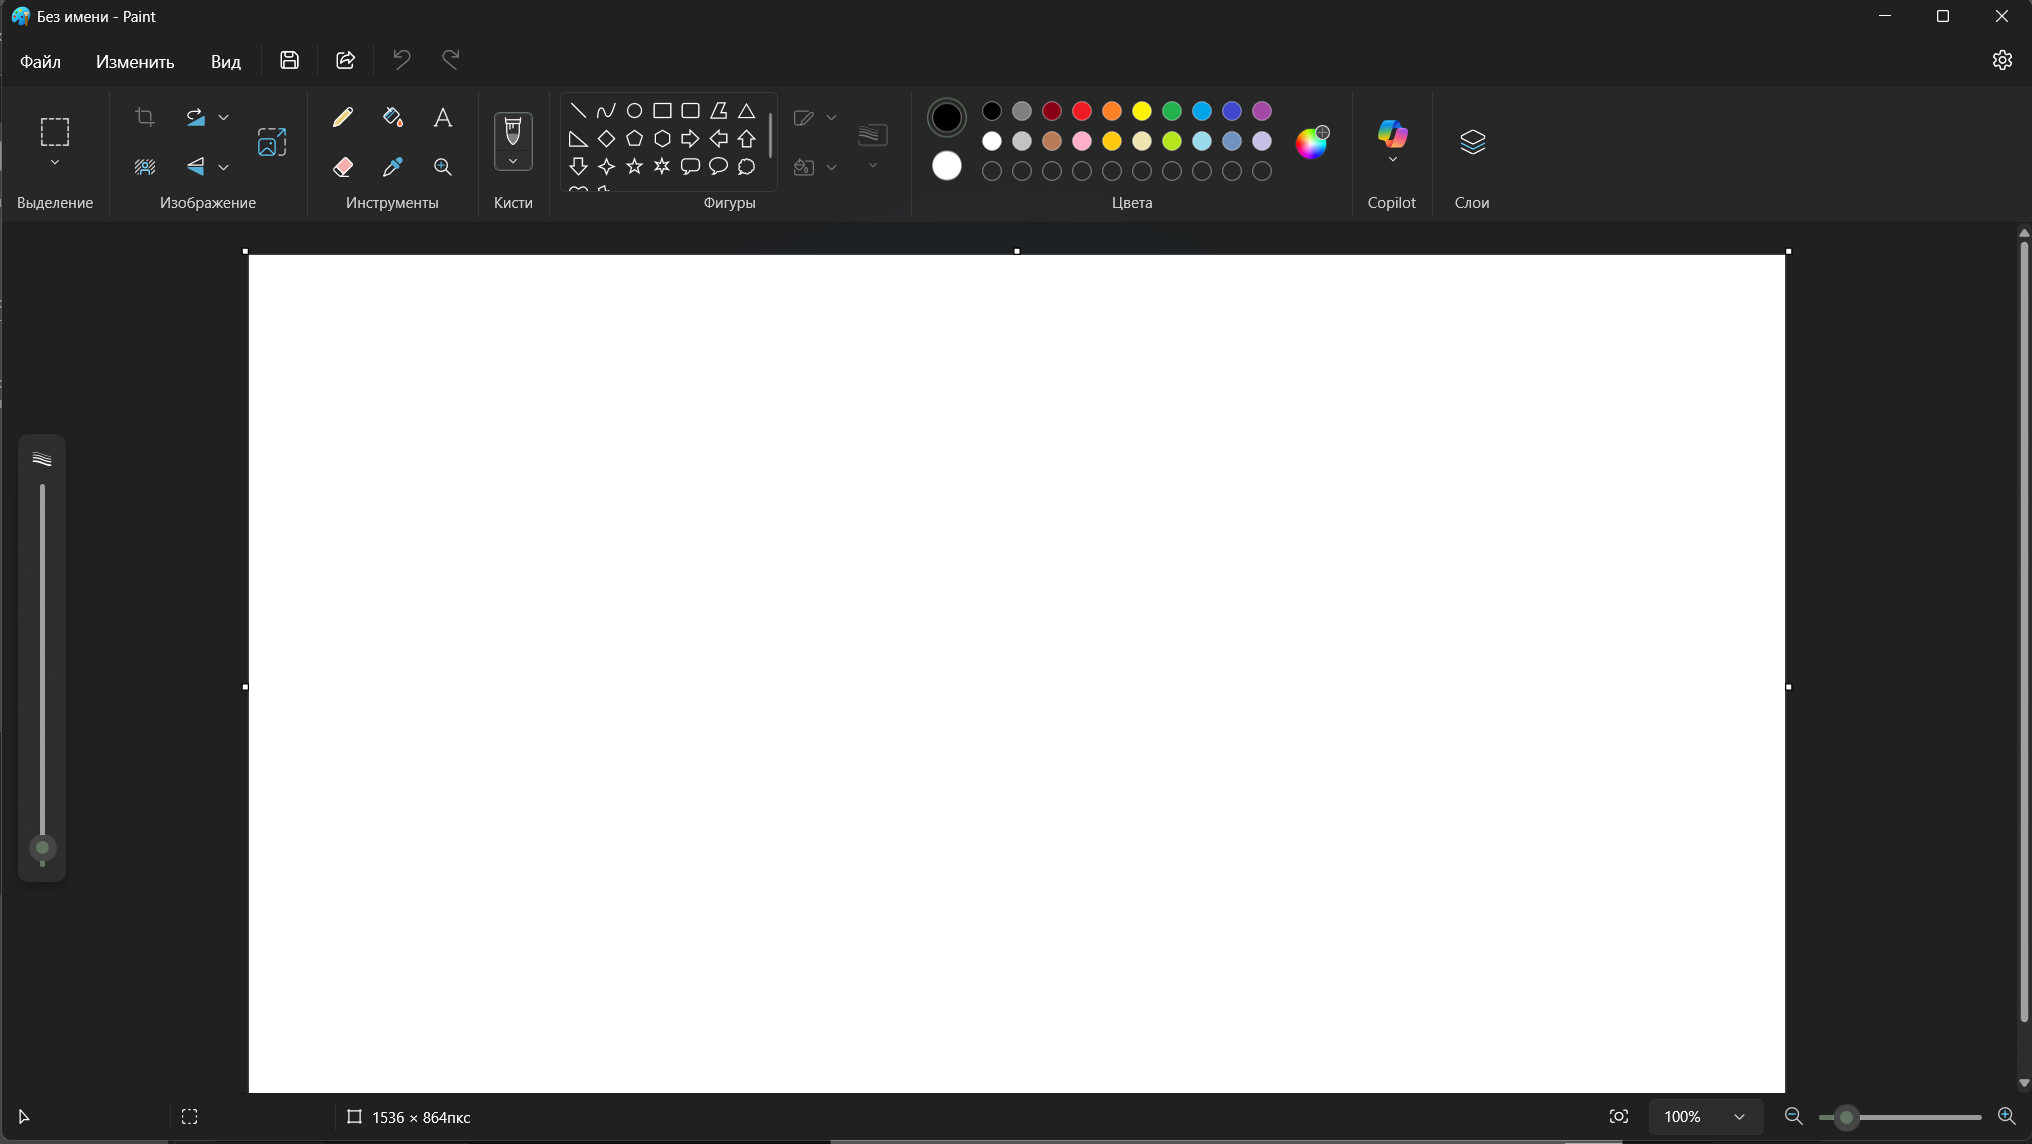 Без имени - Paint
Файл Изменить Вид
Выделение Изображение Инструменты Кисти Фигуры Цвета Copilot Слои
1536 × 864пкс 100%